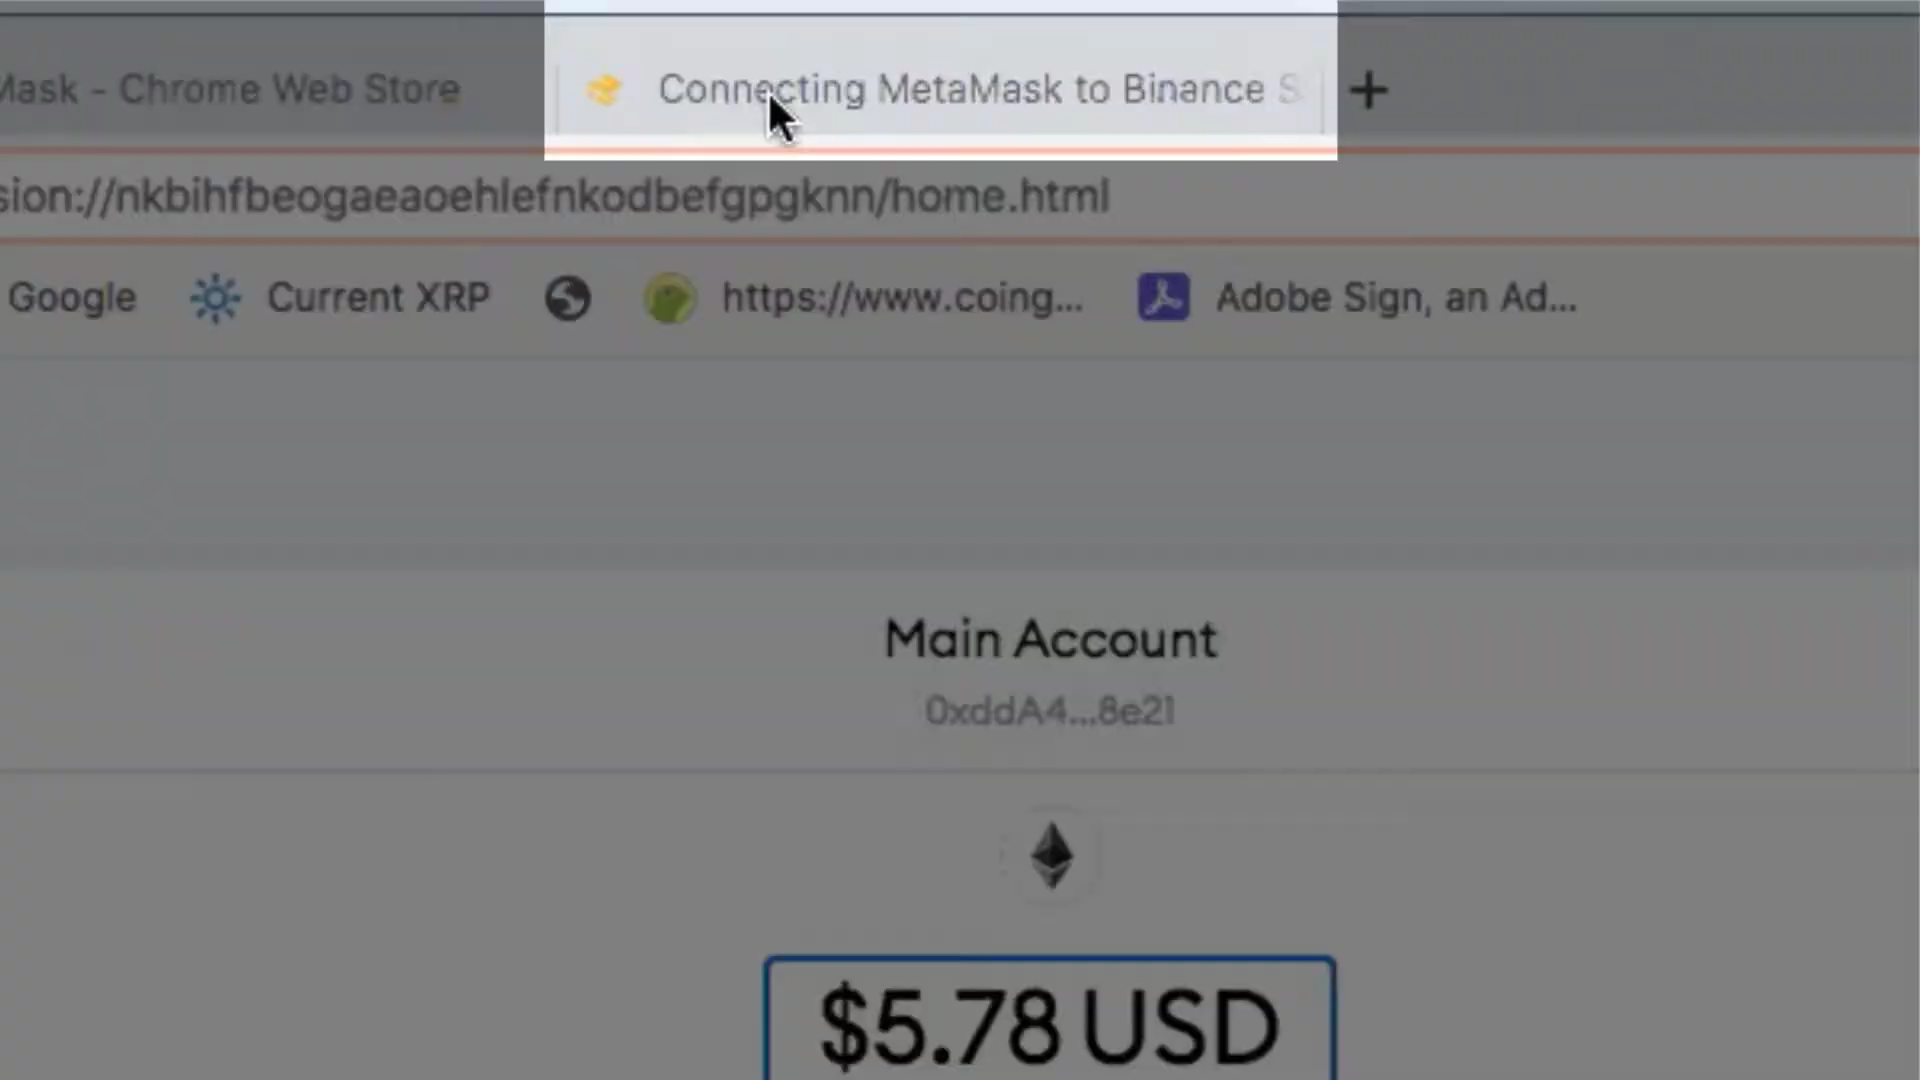 Mask - Chrome Web Store
Connecting MetaMask to Binance S
sion://nkbihfbeogaeaoehlefnkodbefgpgknn/home.html
Google Current XRP https://www.coing... Adobe Sign, an Ad...
Main Account
0xddA4...8e21
$5.78 USD